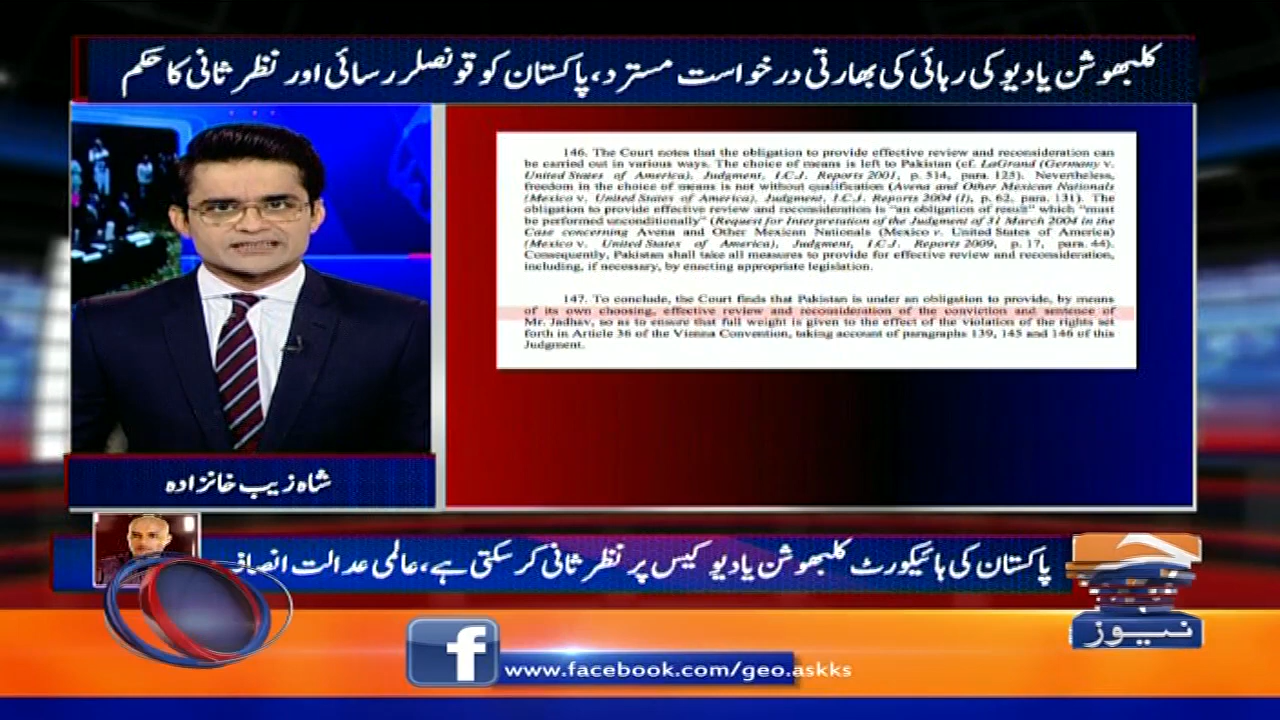 کلبھوشن یادیو کی رہائی کی بھارتی درخواست مسترد، پاکستان کو قونصلر رسائی اور نظر ثانی کا حکم
146. The Court notes that the obligation to provide effective review and reconsideration can
be carried out in various ways. The choice of means is left to Pakistan (cf. LaGrand (Germany v.
United States of America), Judgment, I.C.J. Reports 2001, p. 514, para. 125). Nevertheless,
freedom in the choice of means is not without qualification (Avena and Other Mexican Nationals
(Mexico v. United States of America), Judgment, I.C.J. Reports 2004 (I), p. 62, para. 131). The
obligation to provide effective review and reconsideration is "an obligation of result" which "must
be performed unconditionally" (Request for Interpretation of the Judgment of 31 March 2004 in the
Case concerning Avena and Other Mexican Nationals (Mexico v. United States of America)
(Mexico v. United States of America), Judgment, I.C.J. Reports 2009, p. 17, para. 44).
Consequently, Pakistan shall take all measures to provide for effective review and reconsideration,
including, if necessary, by enacting appropriate legislation.
147. To conclude, the Court finds that Pakistan is under an obligation to provide, by means
of its own choosing, effective review and reconsideration of the conviction and sentence of
Mr. Jadhav, so as to ensure that full weight is given to the effect of the violation of the rights set
forth in Article 36 of the Vienna Convention, taking account of paragraphs 139, 145 and 146 of this
Judgment.
شاہ زیب خانزادہ
پاکستان کی ہائیکورٹ کلبھوشن یادیو کیس پر نظر ثانی کر سکتی ہے، عالمی عدالت انصاف
جیو
نیوز
www.facebook.com/geo.askks